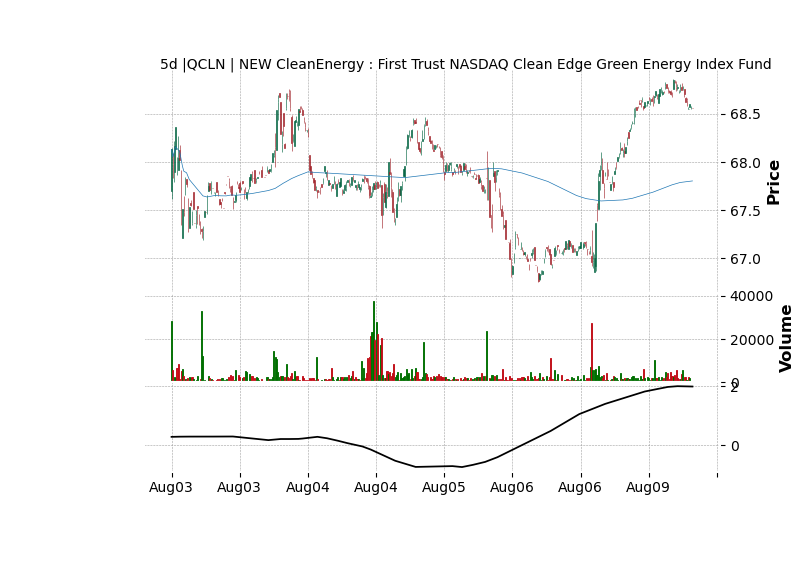 5d |QCLN | NEW CleanEnergy : First Trust NASDAQ Clean Edge Green Energy Index Fund
68.5
68.0
67.5
67.0
Price
40000
20000
0
Volume
2
0
Aug03 Aug03 Aug04 Aug04 Aug05 Aug06 Aug06 Aug09